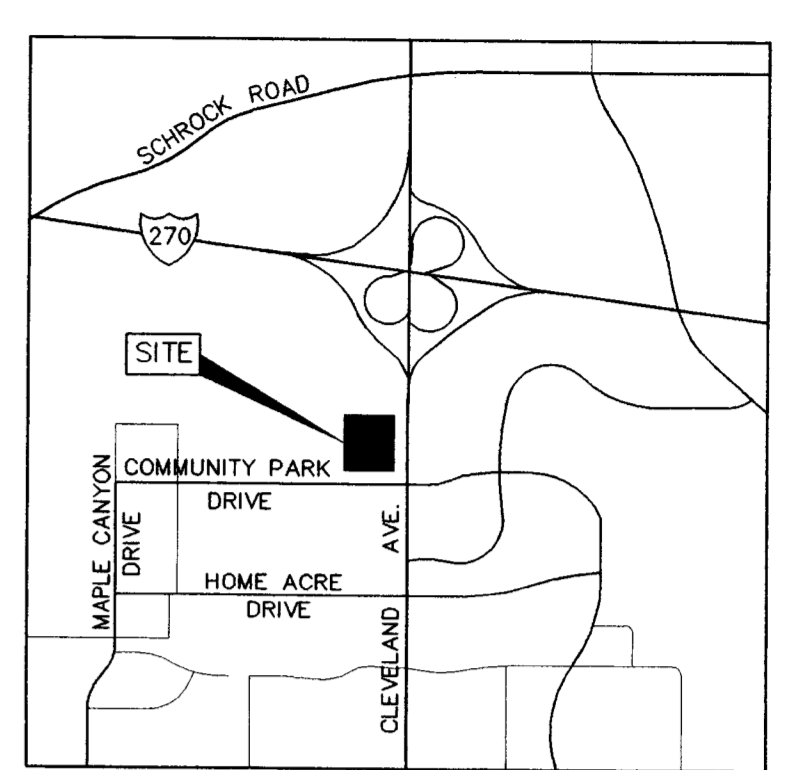 SCHROCK ROAD
270
SITE
COMMUNITY PARK
DRIVE
MAPLE CANYON
DRIVE
HOME ACRE
DRIVE
CLEVELAND AVE.